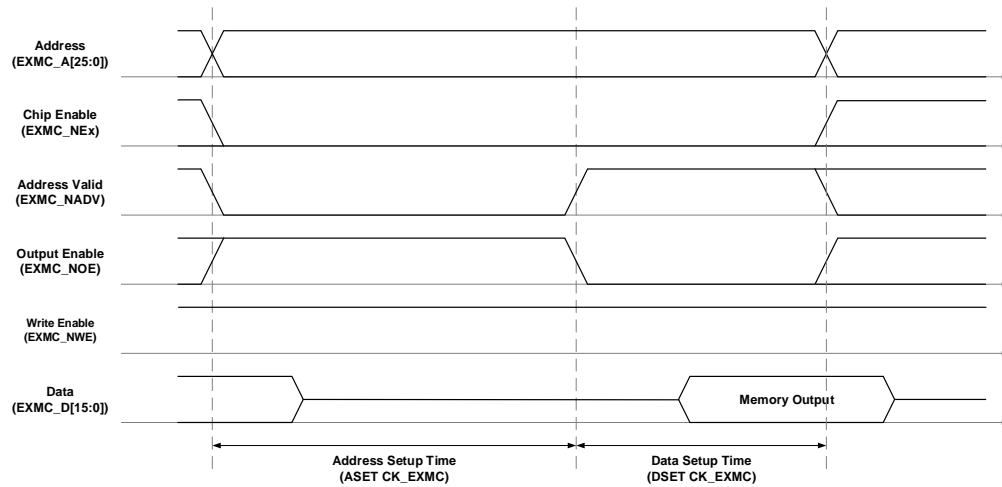 Address
(EXMC_A[25:0])
Chip Enable
(EXMC_NEx)
Address Valid
(EXMC_NADV)
Output Enable
(EXMC_NOE)
Write Enable
(EXMC_NWE)
Data
(EXMC_D[15:0])
Memory Output
Address Setup Time
(ASET CK_EXMC)
Data Setup Time
(DSET CK_EXMC)